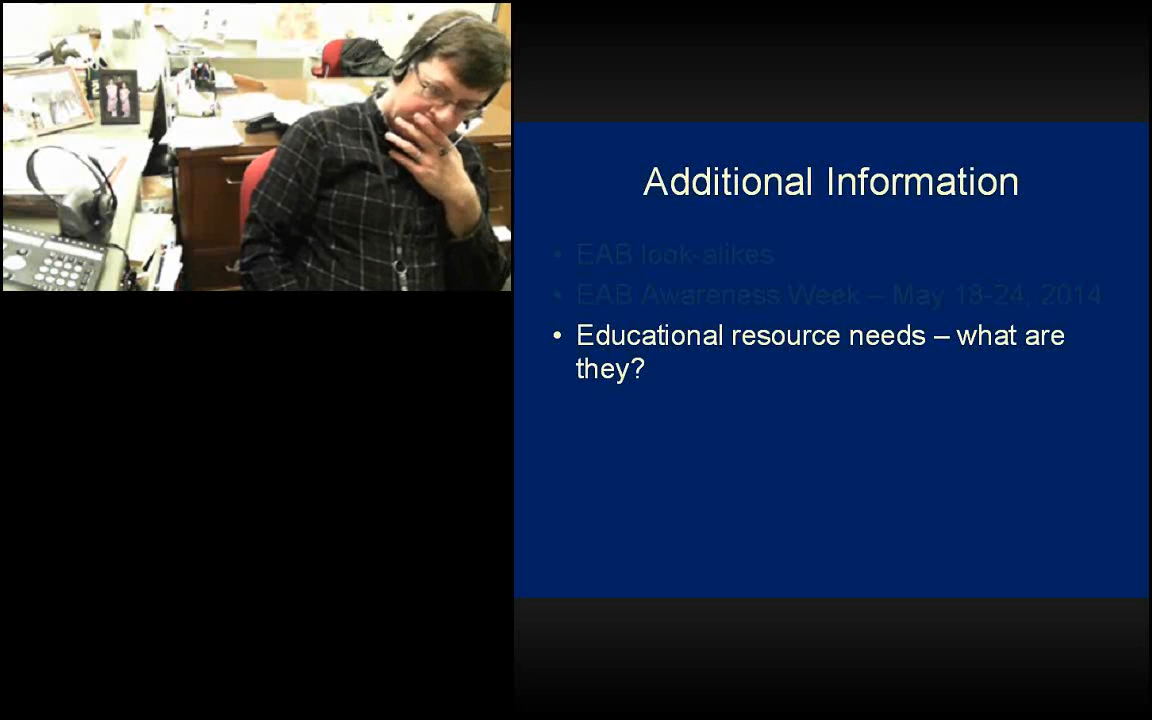 Additional Information
• EAB look-alikes
• EAB Awareness Week – May 18-24, 2014
• Educational resource needs – what are
they?